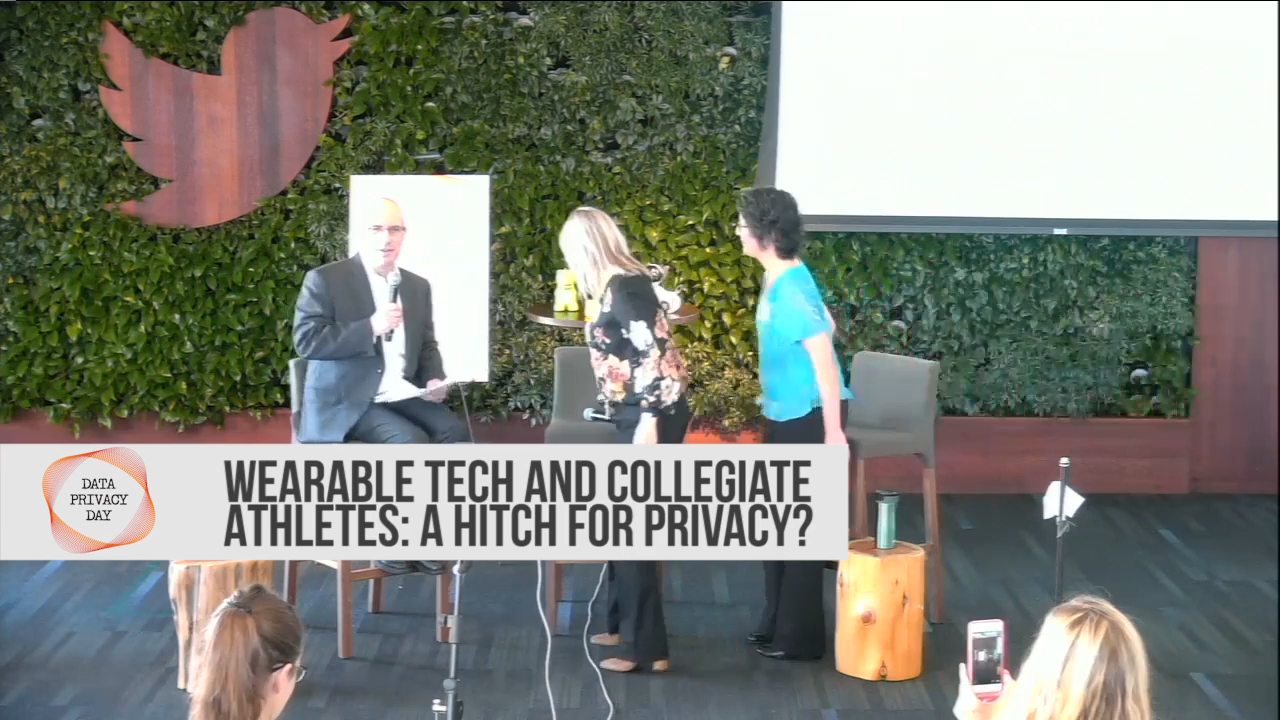 DATA
PRIVACY
DAY
WEARABLE TECH AND COLLEGIATE
ATHLETES: A HITCH FOR PRIVACY?